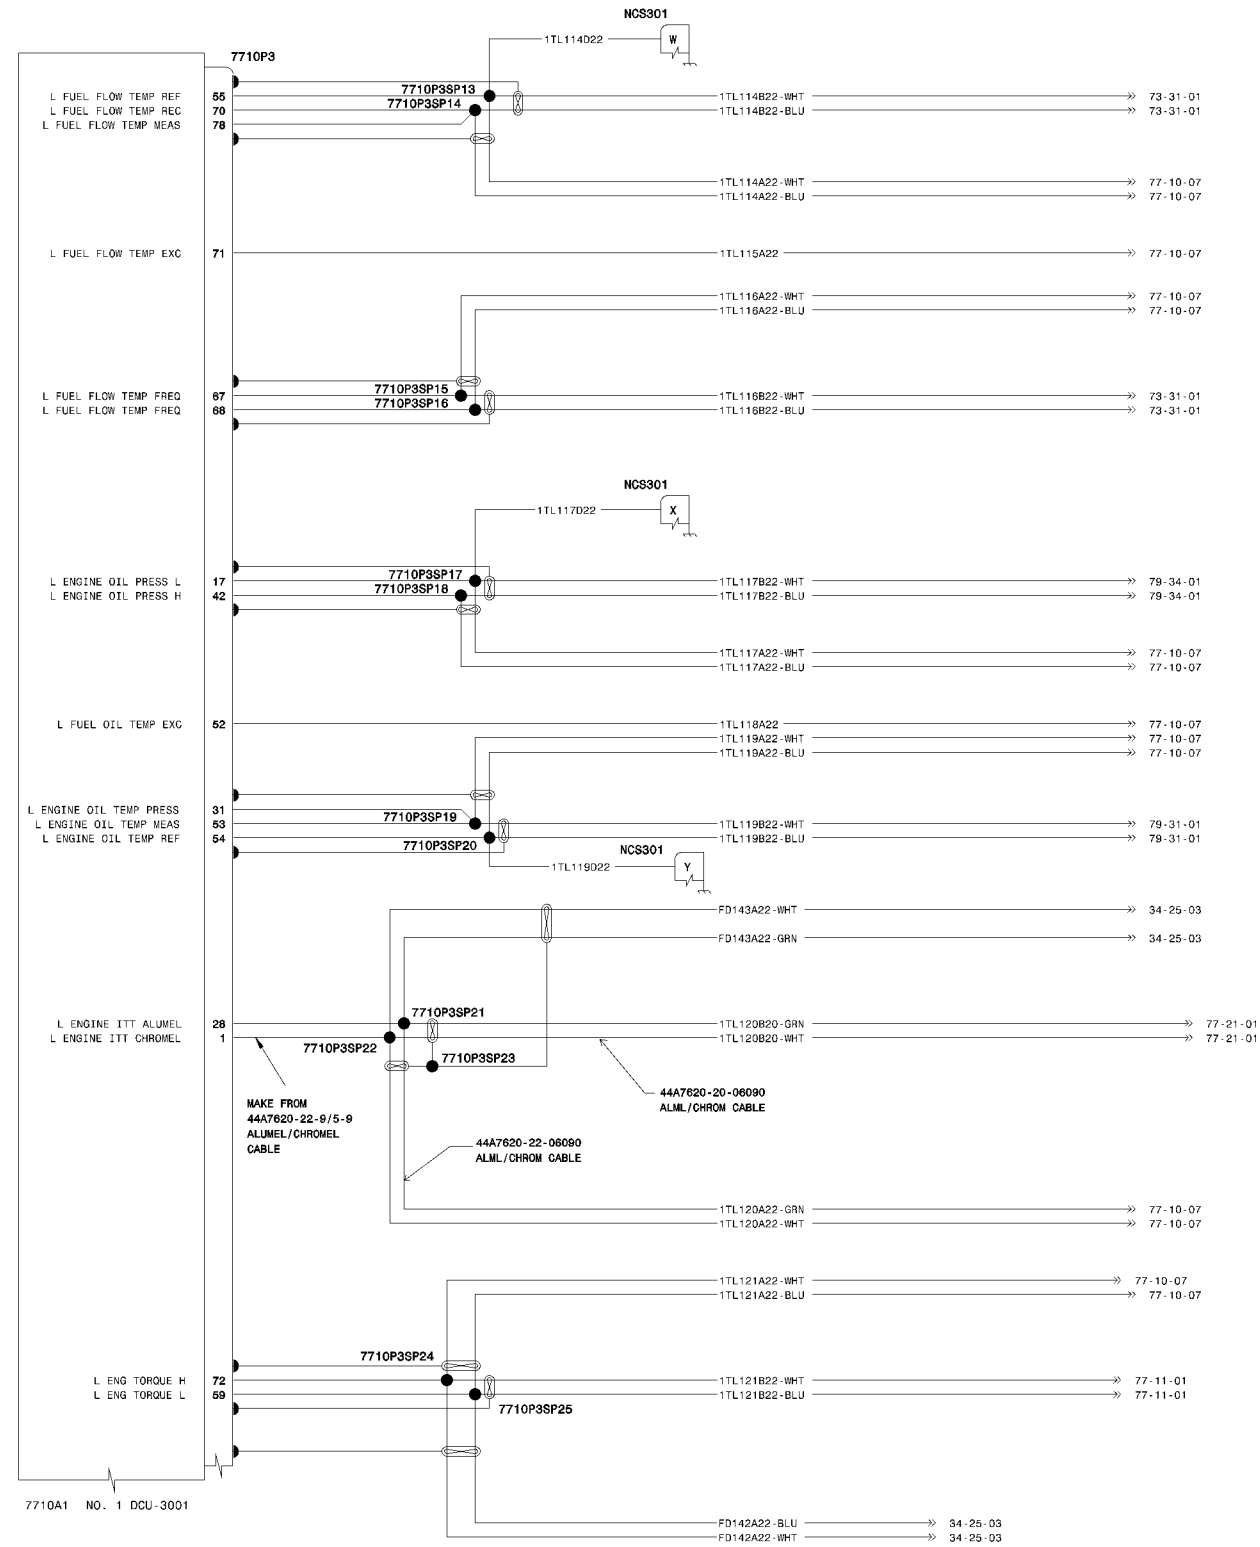 NCS301
1TL114D22 W
7710P3
7710P3SP13
L FUEL FLOW TEMP REF 55 1TL114B22-WHT 73-31-01
7710P3SP14
L FUEL FLOW TEMP REC 70 1TL114B22-BLU 73-31-01
L FUEL FLOW TEMP MEAS 78
1TL114A22-WHT 77-10-07
1TL114A22-BLU 77-10-07
L FUEL FLOW TEMP EXC 71 1TL115A22 77-10-07
1TL116A22-WHT 77-10-07
1TL116A22-BLU 77-10-07
7710P3SP15
L FUEL FLOW TEMP FREQ 67 1TL116B22-WHT 73-31-01
7710P3SP16
L FUEL FLOW TEMP FREQ 68 1TL116B22-BLU 73-31-01
NCS301
1TL117D22 X
7710P3SP17
L ENGINE OIL PRESS L 17 1TL117B22-WHT 79-34-01
7710P3SP18
L ENGINE OIL PRESS H 42 1TL117B22-BLU 79-34-01
1TL117A22-WHT 77-10-07
1TL117A22-BLU 77-10-07
L FUEL OIL TEMP EXC 52 1TL118A22 77-10-07
1TL119A22-WHT 77-10-07
1TL119A22-BLU 77-10-07
L ENGINE OIL TEMP PRESS 31
7710P3SP19
L ENGINE OIL TEMP MEAS 53 1TL119B22-WHT 79-31-01
L ENGINE OIL TEMP REF 54 1TL119B22-BLU 79-31-01
7710P3SP20
NCS301
1TL119D22 Y
FD143A22-WHT 34-25-03
FD143A22-GRN 34-25-03
7710P3SP21
L ENGINE ITT ALUMEL 28 1TL120B20-GRN 77-21-01
L ENGINE ITT CHROMEL 1 1TL120B20-WHT 77-21-01
7710P3SP22
7710P3SP23
44A7620-20-06090
ALML/CHROM CABLE
MAKE FROM
44A7620-22-9/5-9
ALUMEL/CHROMEL
CABLE
44A7620-22-06090
ALML/CHROM CABLE
1TL120A22-GRN 77-10-07
1TL120A22-WHT 77-10-07
1TL121A22-WHT 77-10-07
1TL121A22-BLU 77-10-07
7710P3SP24
L ENG TORQUE H 72 1TL121B22-WHT 77-11-01
L ENG TORQUE L 59 1TL121B22-BLU 77-11-01
7710P3SP25
7710A1 NO. 1 DCU-3001
FD142A22-BLU 34-25-03
FD142A22-WHT 34-25-03